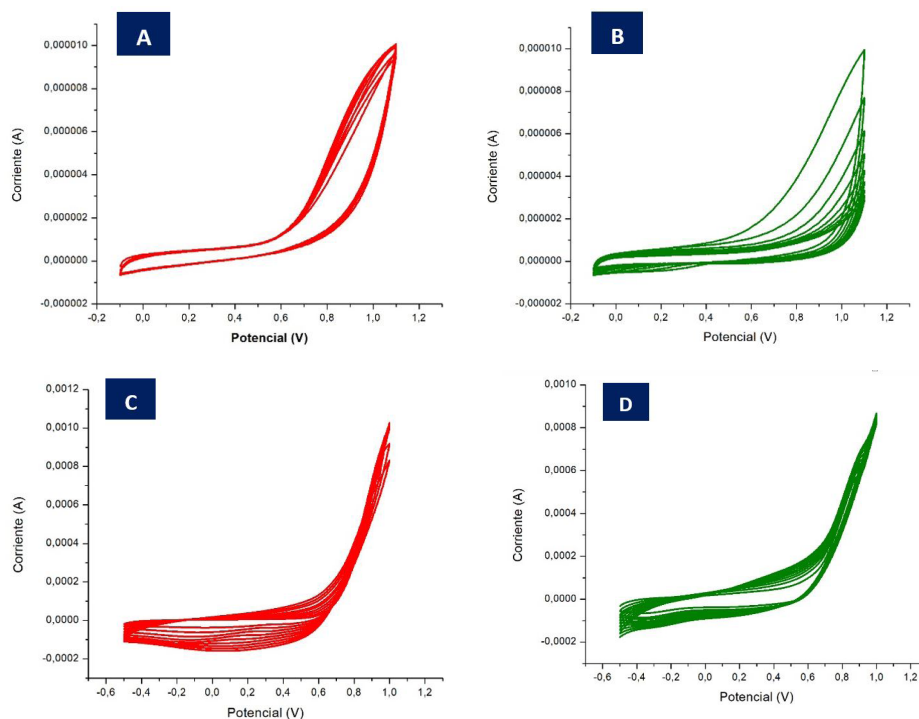 A
0,000010
0,000008
0,000006
0,000004
0,000002
0,000000
-0,000002
Corriente (A)
-0,2 0,0 0,2 0,4 0,6 0,8 1,0 1,2
Potencial (V)
B
0,000010
0,000008
0,000006
0,000004
0,000002
0,000000
-0,000002
Corriente (A)
-0,2 0,0 0,2 0,4 0,6 0,8 1,0 1,2
Potencial (V)
C
0,0012
0,0010
0,0008
0,0006
0,0004
0,0002
0,0000
-0,0002
Corriente (A)
-0,6 -0,4 -0,2 0,0 0,2 0,4 0,6 0,8 1,0 1,2
Potencial (V)
...
D
0,0010
0,0008
0,0006
0,0004
0,0002
0,0000
-0,0002
Corriente (A)
-0,6 -0,4 -0,2 0,0 0,2 0,4 0,6 0,8 1,0 1,2
Potencial (V)